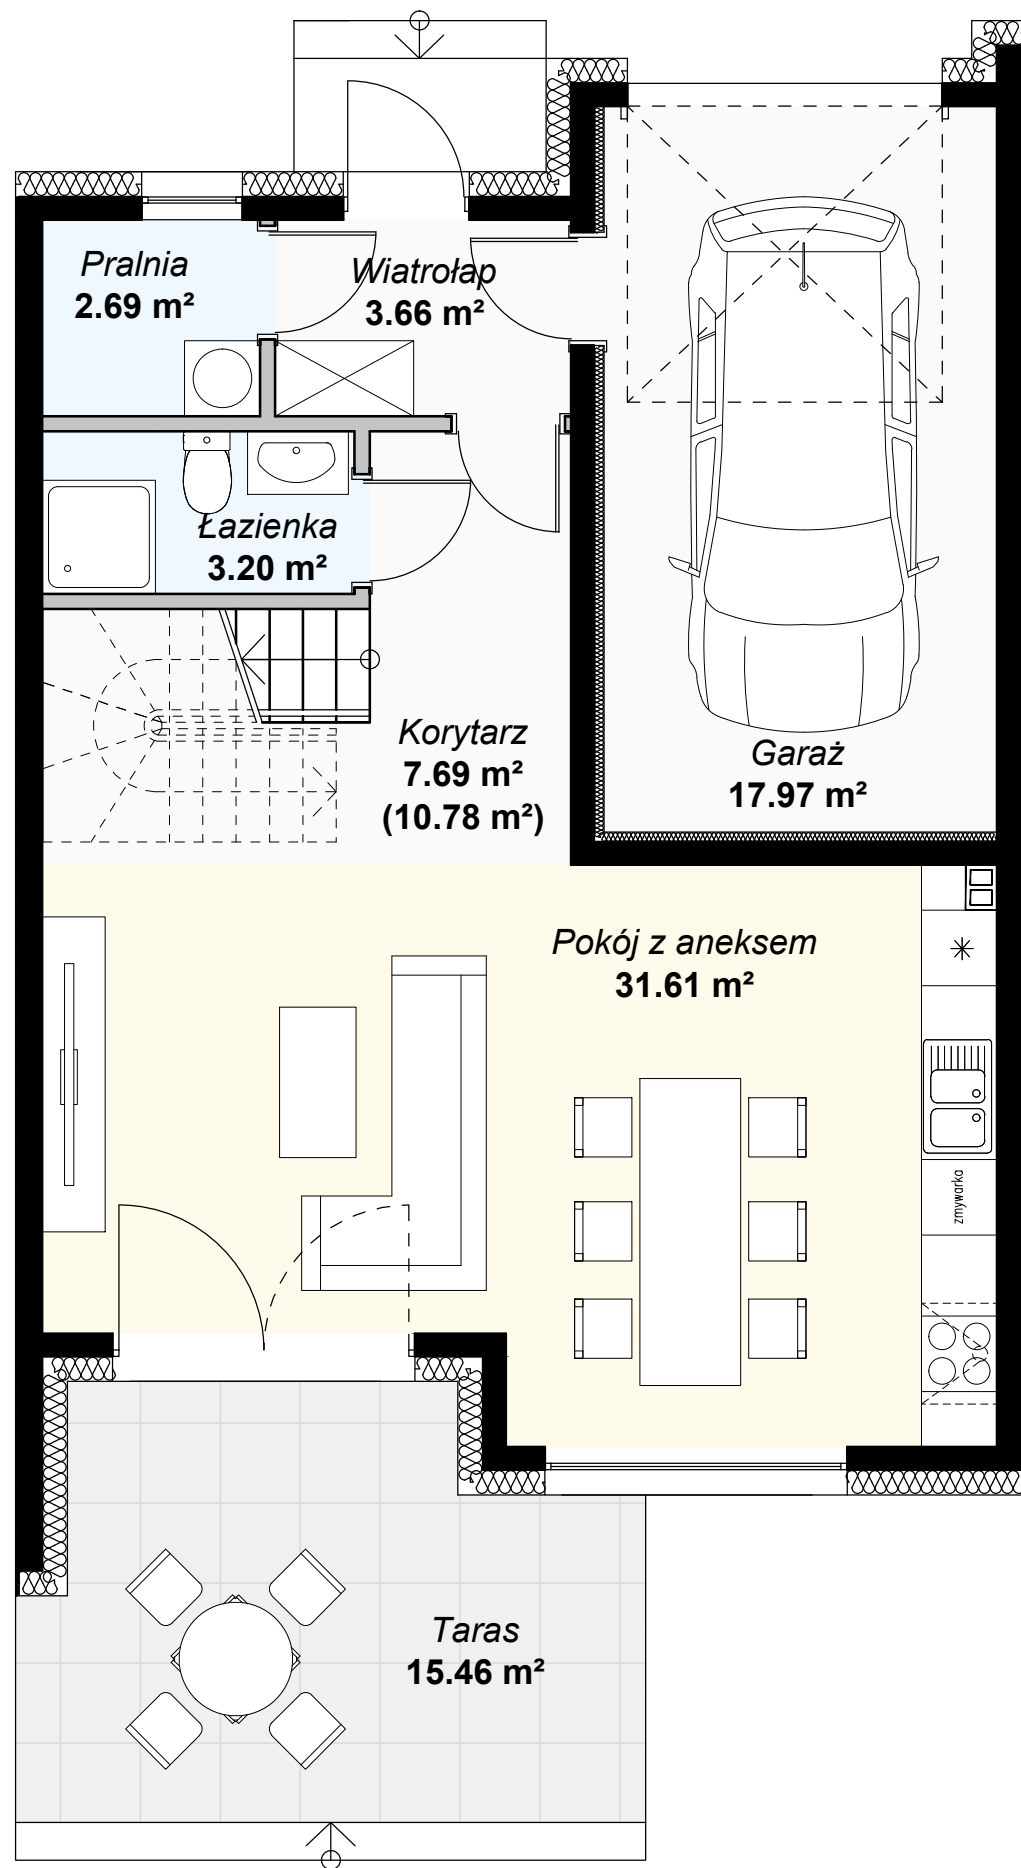 Pralnia
2.69 m²
Wiatrołap
3.66 m²
Łazienka
3.20 m²
Korytarz
7.69 m²
(10.78 m²)
Garaż
17.97 m²
Pokój z aneksem
31.61 m²
zmywarka
Taras
15.46 m²